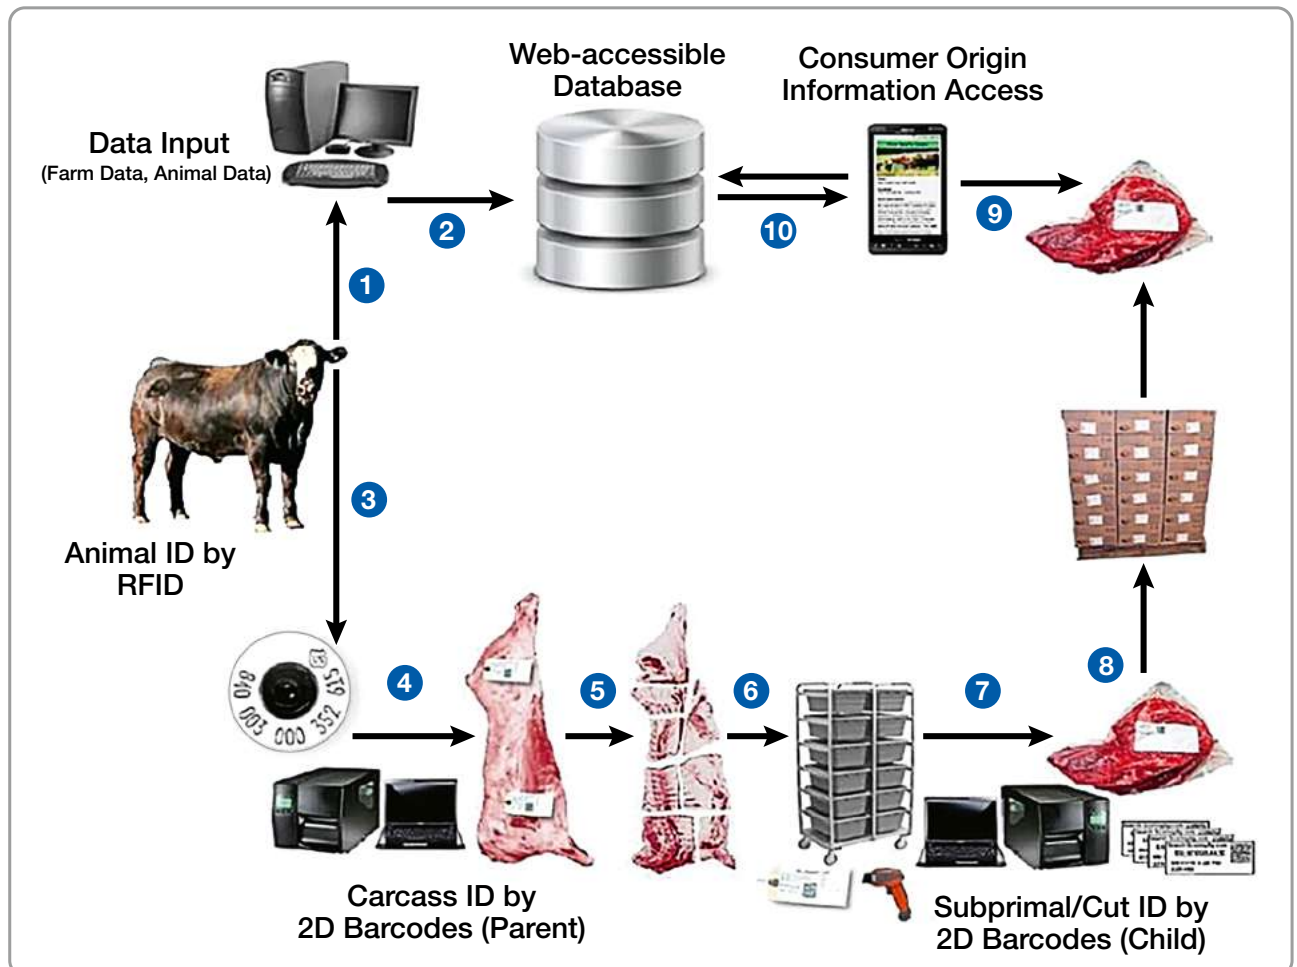 Web-accessible
Database
Consumer Origin
Information Access
Data Input
(Farm Data, Animal Data)
2
10
9
1
3
Animal ID by
RFID
840 003 000 352 615
4
5
6
7
8
Carcass ID by
2D Barcodes (Parent)
Subprimal/Cut ID by
2D Barcodes (Child)